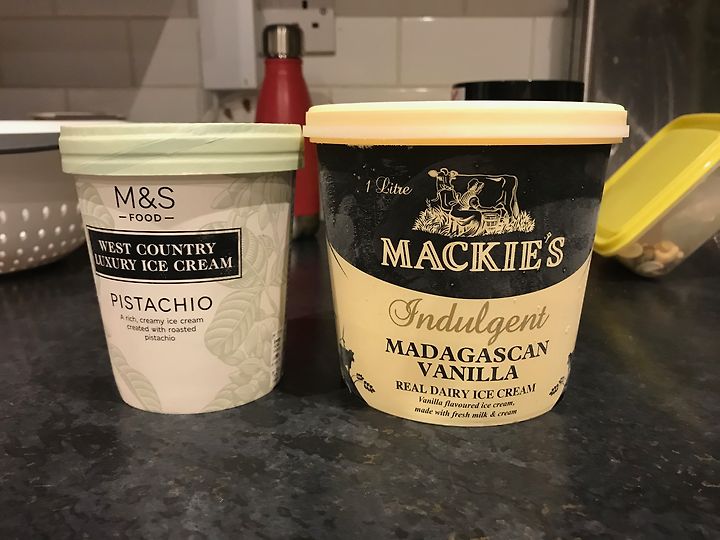 M&S
FOOD
WEST COUNTRY
LUXURY ICE CREAM
PISTACHIO
A rich, creamy ice cream
created with roasted
pistachio
1 Litre
MACKIE'S
Indulgent
MADAGASCAN
VANILLA
REAL DAIRY ICE CREAM
Vanilla flavoured ice cream,
made with fresh milk & cream